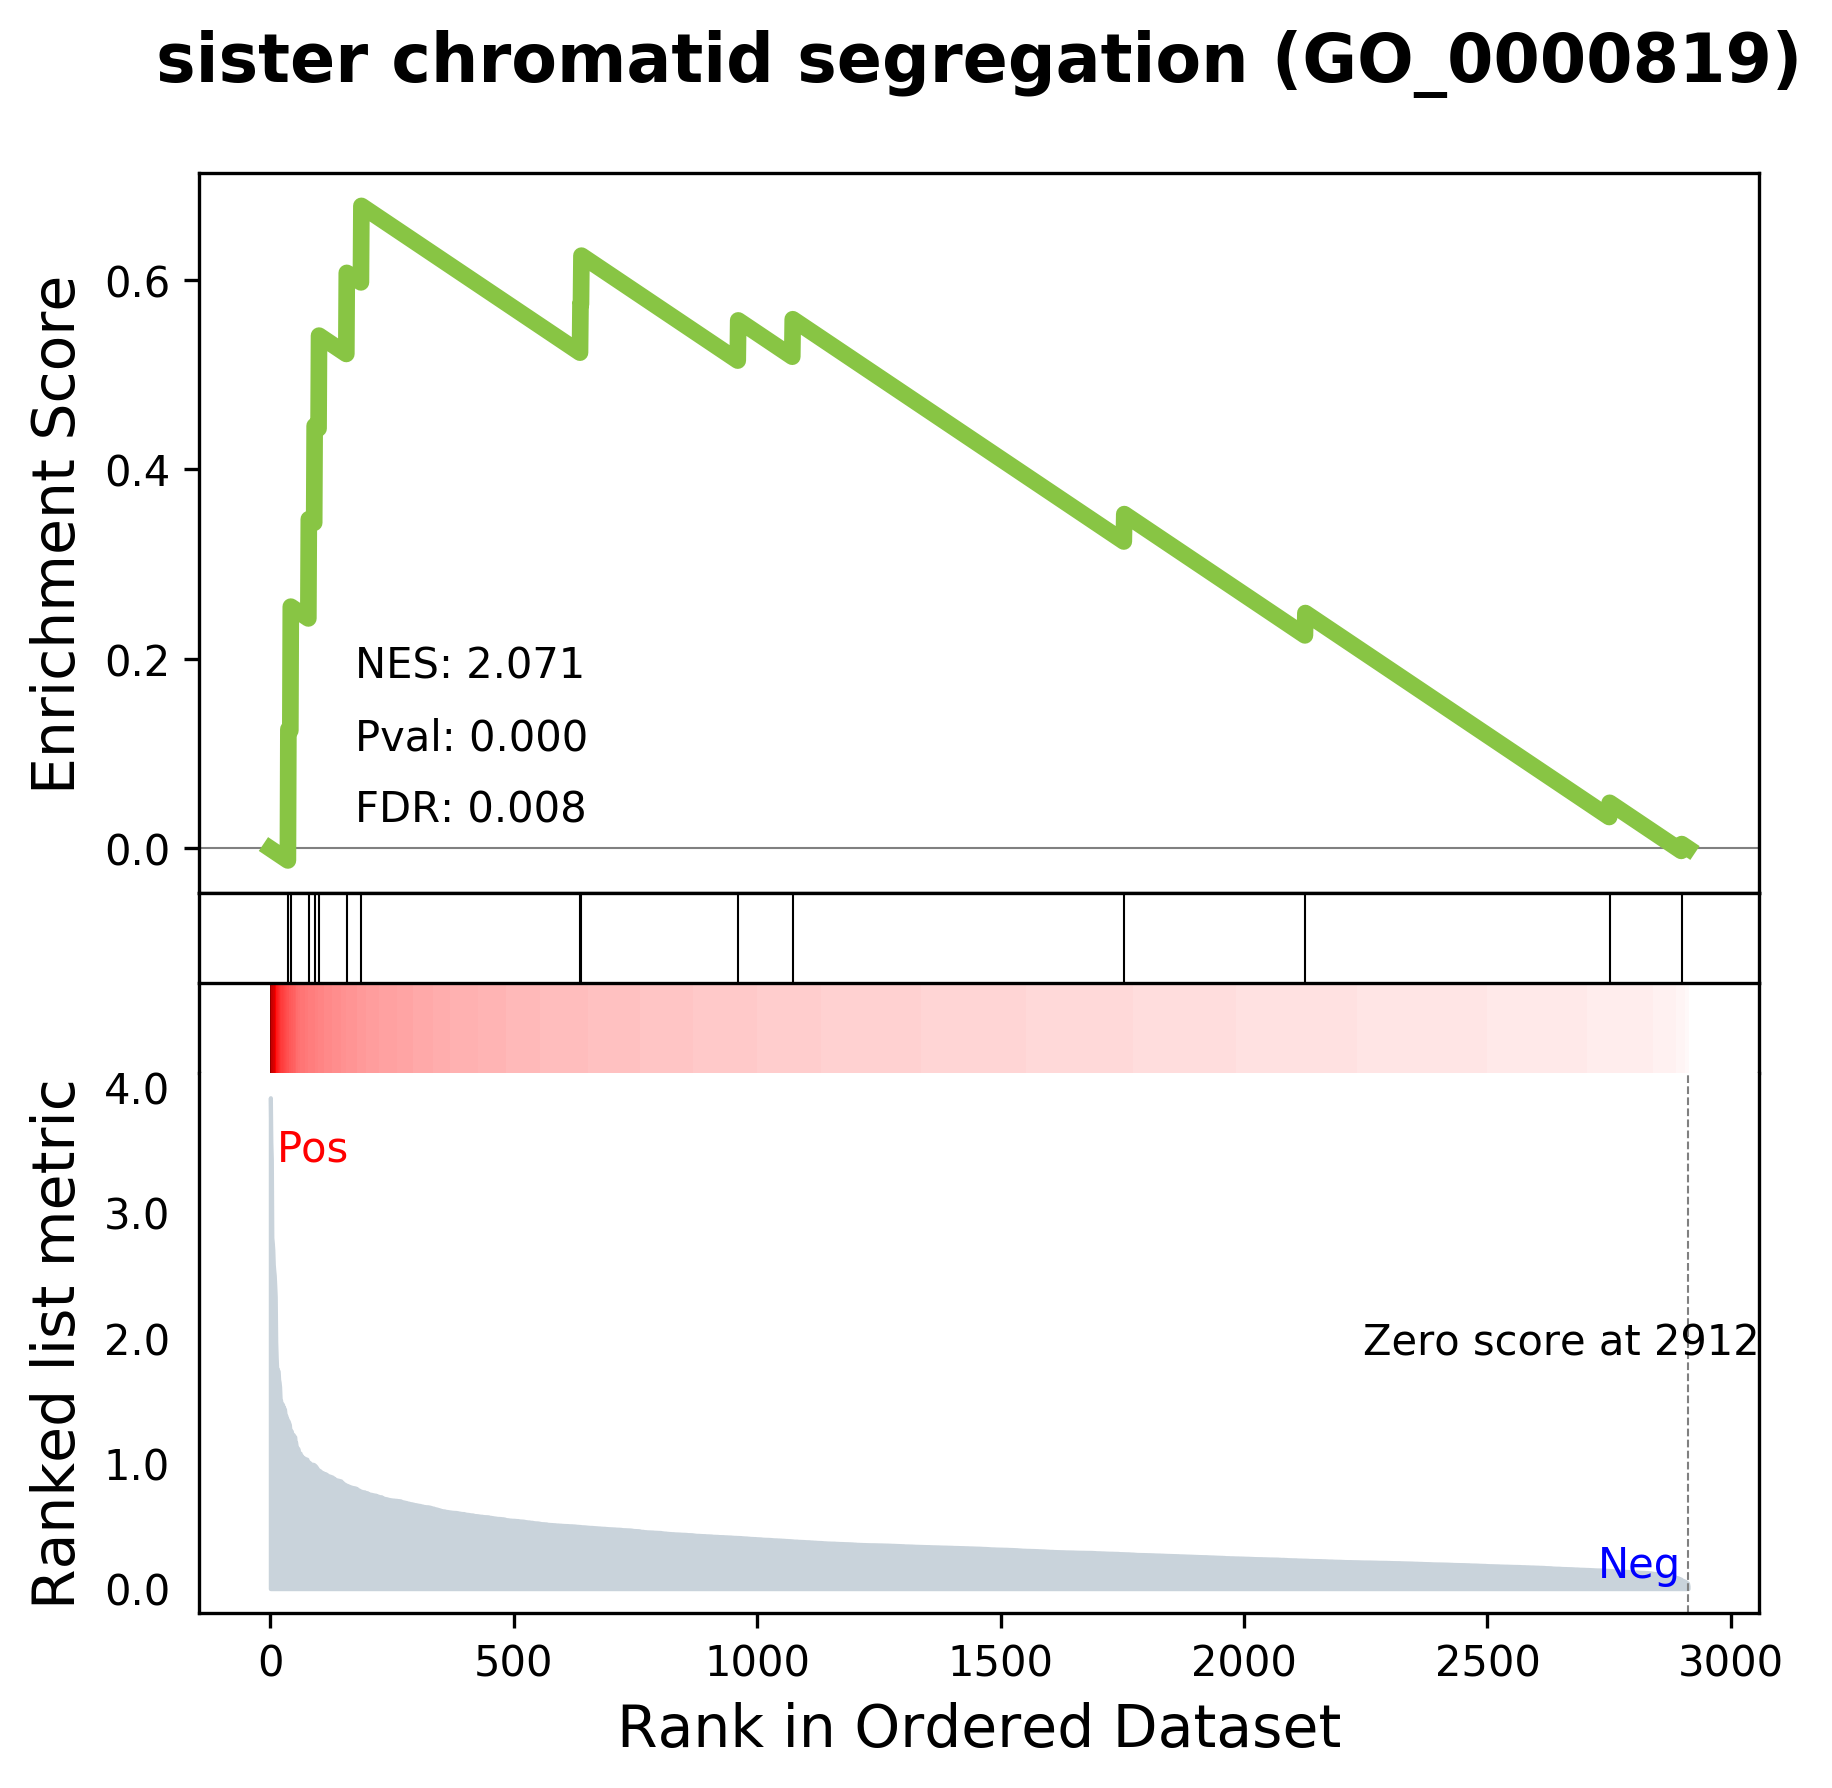 sister chromatid segregation (GO_0000819)
Enrichment Score
0.6
0.4
0.2
0.0
NES: 2.071
Pval: 0.000
FDR: 0.008
Ranked list metric
4.0
3.0
2.0
1.0
0.0
Pos
Zero score at 2912
Neg
0 500 1000 1500 2000 2500 3000
Rank in Ordered Dataset